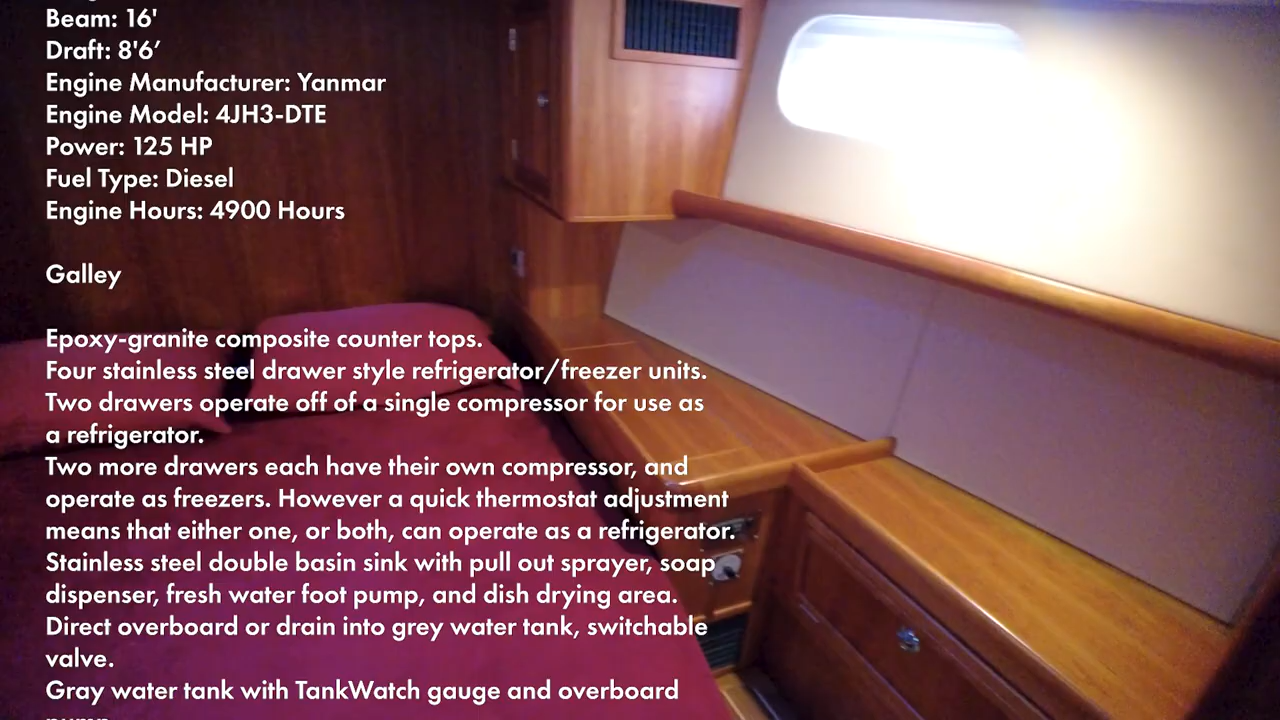 Beam: 16'
Draft: 8'6’
Engine Manufacturer: Yanmar
Engine Model: 4JH3-DTE
Power: 125 HP
Fuel Type: Diesel
Engine Hours: 4900 Hours
Galley
Epoxy-granite composite counter tops.
Four stainless steel drawer style refrigerator/freezer units.
Two drawers operate off of a single compressor for use as
a refrigerator.
Two more drawers each have their own compressor, and
operate as freezers. However a quick thermostat adjustment
means that either one, or both, can operate as a refrigerator.
Stainless steel double basin sink with pull out sprayer, soap
dispenser, fresh water foot pump, and dish drying area.
Direct overboard or drain into grey water tank, switchable
valve.
Gray water tank with TankWatch gauge and overboard